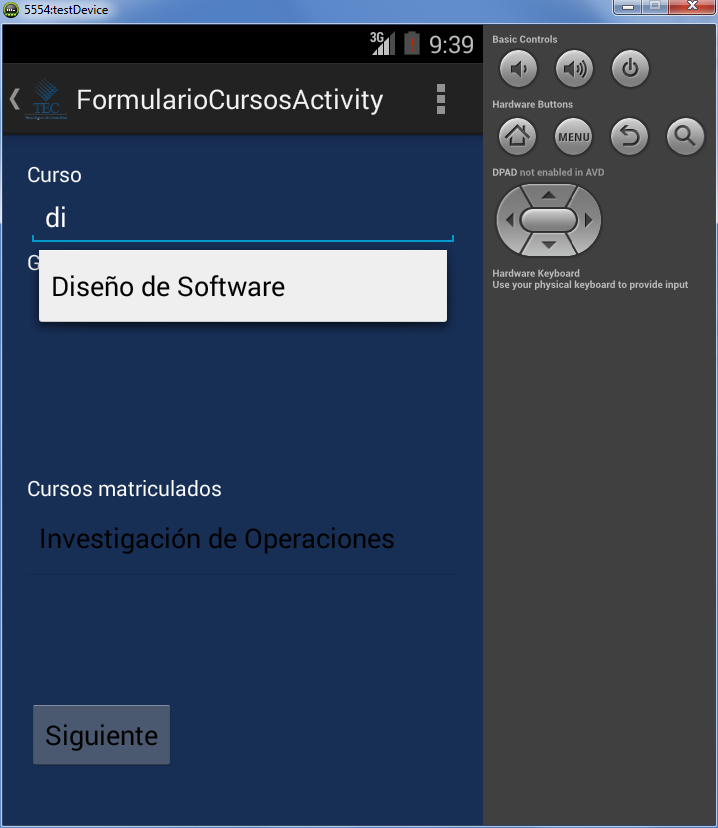 5554:testDevice
3G
9:39
TEC
FormularioCursosActivity
Curso
di
G
Diseño de Software
Cursos matriculados
Investigación de Operaciones
Siguiente
Basic Controls
Hardware Buttons
MENU
DPAD not enabled in AVD
Hardware Keyboard
Use your physical keyboard to provide input